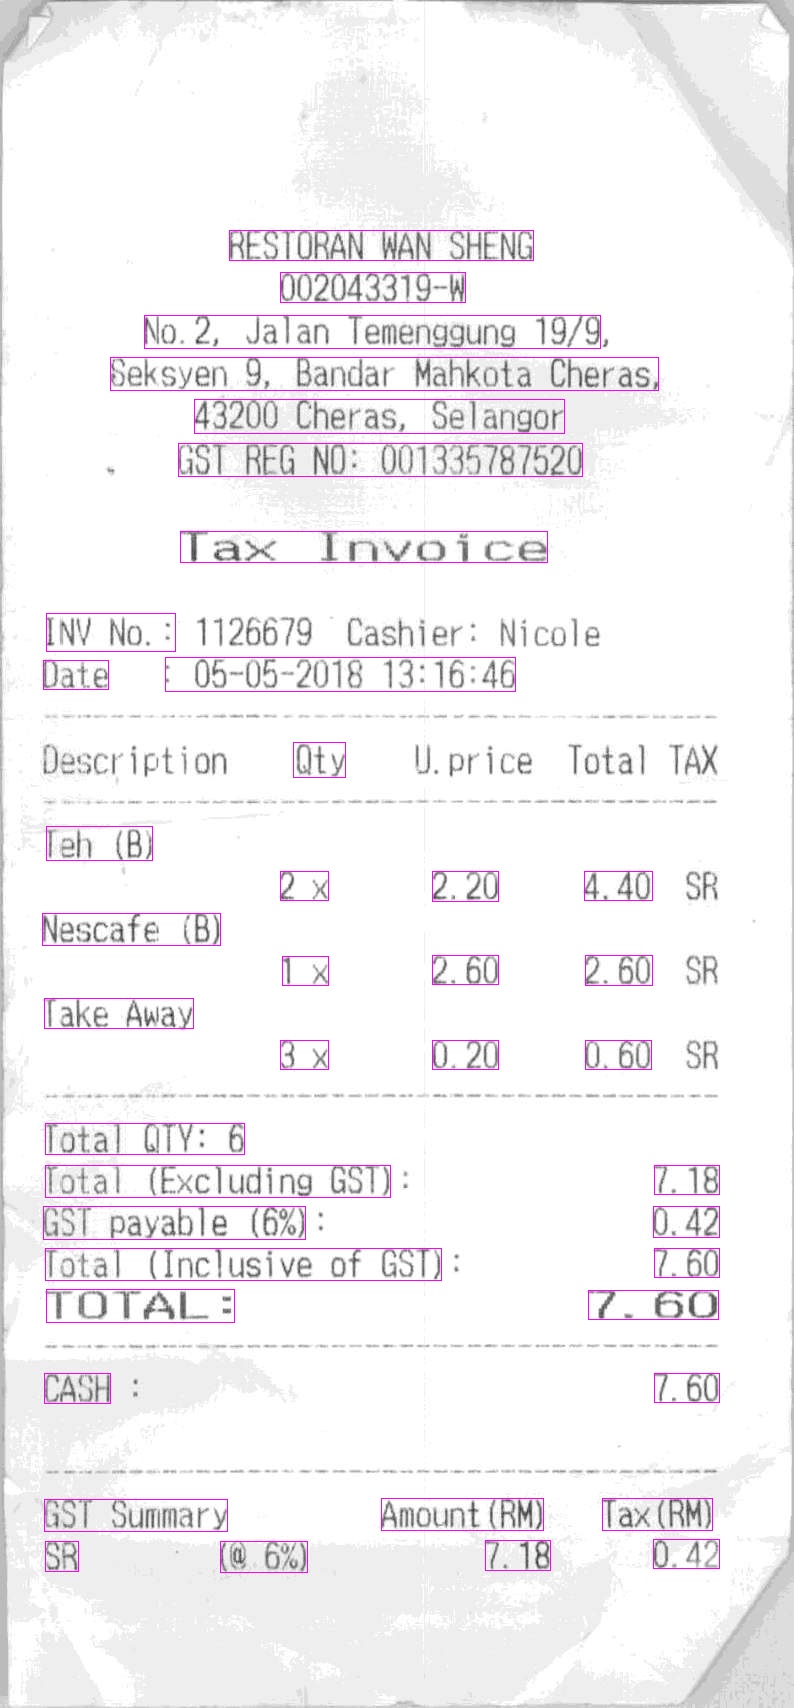 RESTORAN WAN SHENG
002043319-W
No.2, Jalan Temenggung 19/9,
Seksyen 9, Bandar Mahkota Cheras,
43200 Cheras, Selangor
GST REG NO: 001335787520
Tax Invoice
INV No.: 1126679 Cashier: Nicole
Date : 05-05-2018 13:16:46
Description Qty U.price Total TAX
Teh (B)
2 x 2.20 4.40 SR
Nescafe (B)
1 x 2.60 2.60 SR
Take Away
3 x 0.20 0.60 SR
Total QTY: 6
Total (Excluding GST): 7.18
GST payable (6%): 0.42
Total (Inclusive of GST): 7.60
TOTAL: 7.60
CASH : 7.60
GST Summary Amount(RM) Tax(RM)
SR (@ 6%) 7.18 0.42